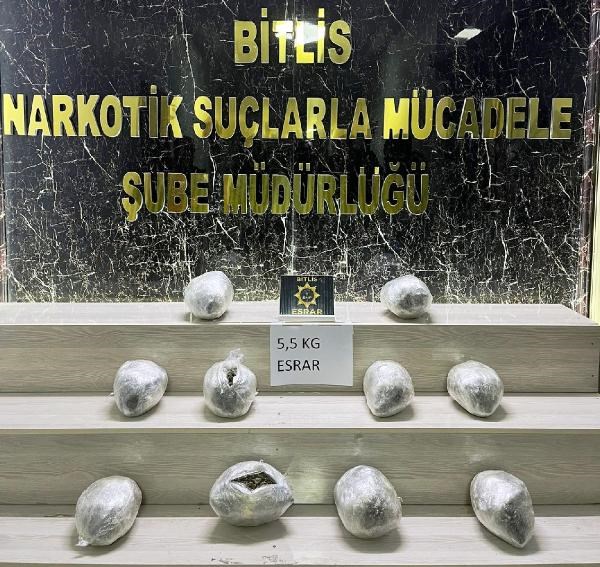 BİTLİS
NARKOTİK SUÇLARLA MÜCADELE
ŞUBE MÜDÜRLÜĞÜ
BİTLİS
ESRAR
5,5 KG
ESRAR